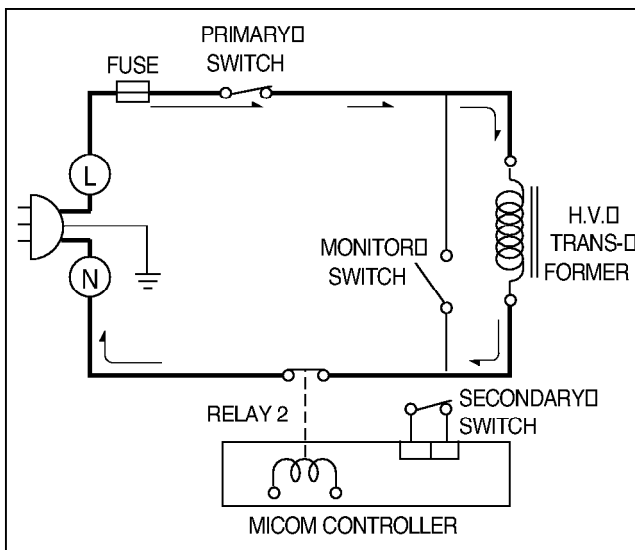 PRIMARY□
SWITCH
FUSE
L
N
MONITOR□
SWITCH
H.V.□
TRANS-□
FORMER
RELAY 2
SECONDARY□
SWITCH
MICOM CONTROLLER